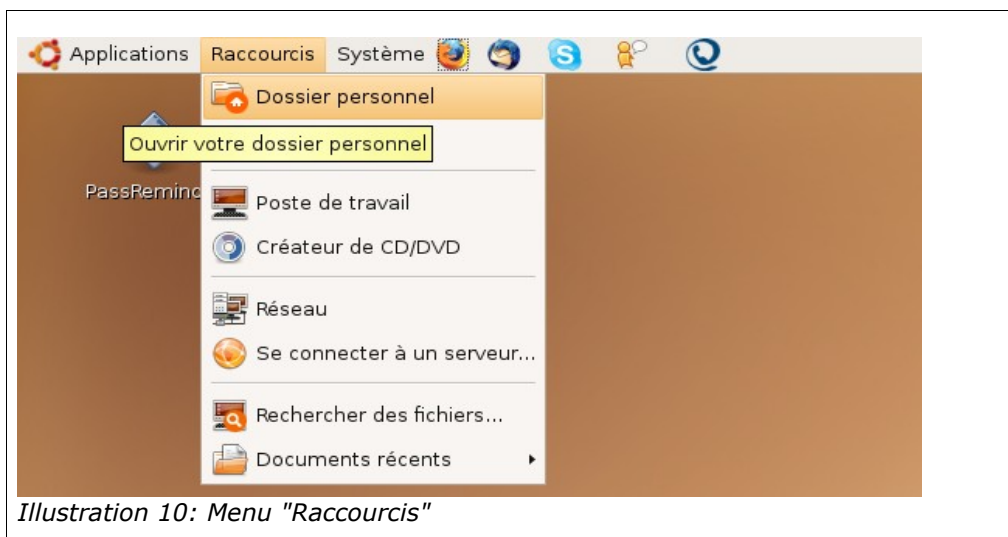 Applications Raccourcis Système
Dossier personnel
Ouvrir votre dossier personnel
PassRemind
Poste de travail
Créateur de CD/DVD
Réseau
Se connecter à un serveur...
Rechercher des fichiers...
Documents récents
Illustration 10: Menu "Raccourcis"